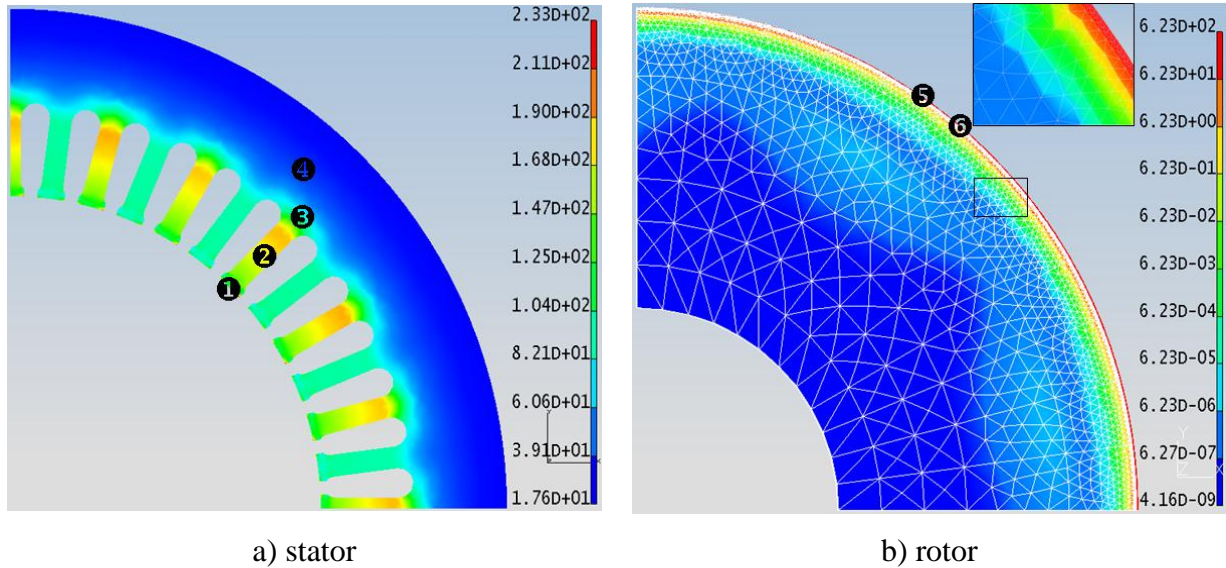 2.33D+02
2.11D+02
1.90D+02
1.68D+02
1.47D+02
1.25D+02
1.04D+02
8.21D+01
6.06D+01
3.91D+01
1.76D+01
1
2
3
4
Y
6.23D+02
6.23D+01
6.23D+00
6.23D-01
6.23D-02
6.23D-03
6.23D-04
6.23D-05
6.23D-06
6.27D-07
4.16D-09
5
6
Y
Z X
a) stator
b) rotor